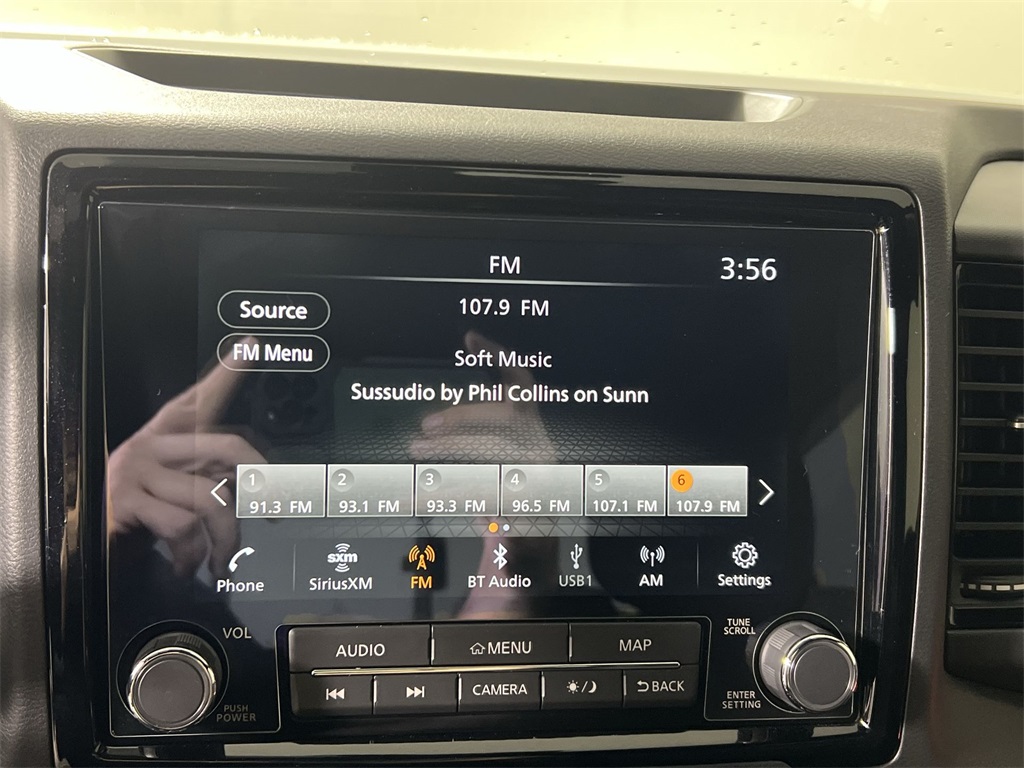 FM
3:56
Source
107.9 FM
FM Menu
Soft Music
Sussudio by Phil Collins on Sunn
1 2 3 4 5 6
91.3 FM 93.1 FM 93.3 FM 96.5 FM 107.1 FM 107.9 FM
sxm
Phone SiriusXM FM BT Audio USB1 AM Settings
VOL
TUNE
SCROLL
AUDIO MENU MAP
CAMERA BACK
PUSH
POWER
ENTER
SETTING